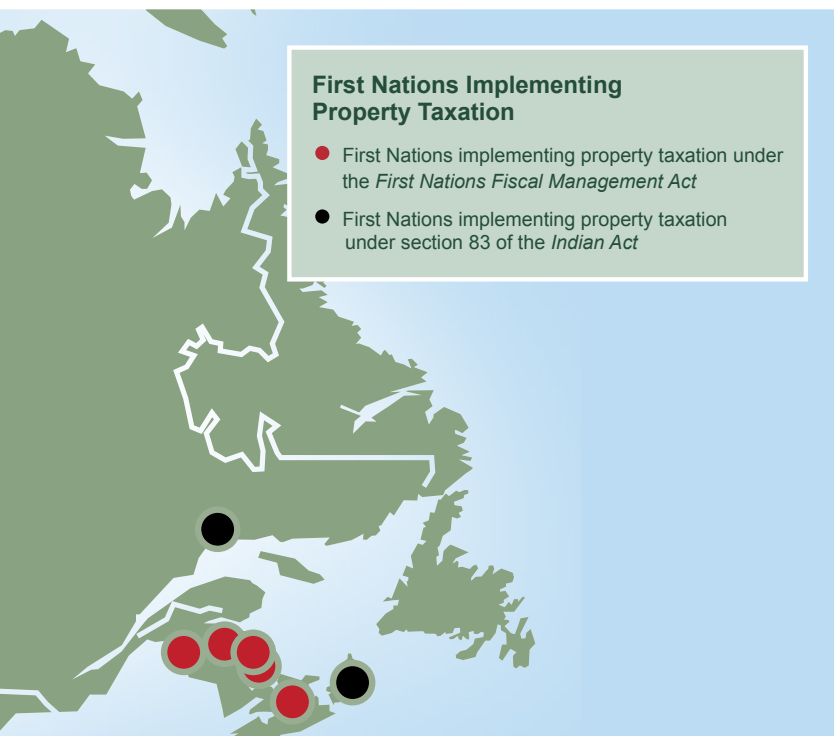 First Nations Implementing
Property Taxation
First Nations implementing property taxation under
the First Nations Fiscal Management Act
First Nations implementing property taxation
under section 83 of the Indian Act